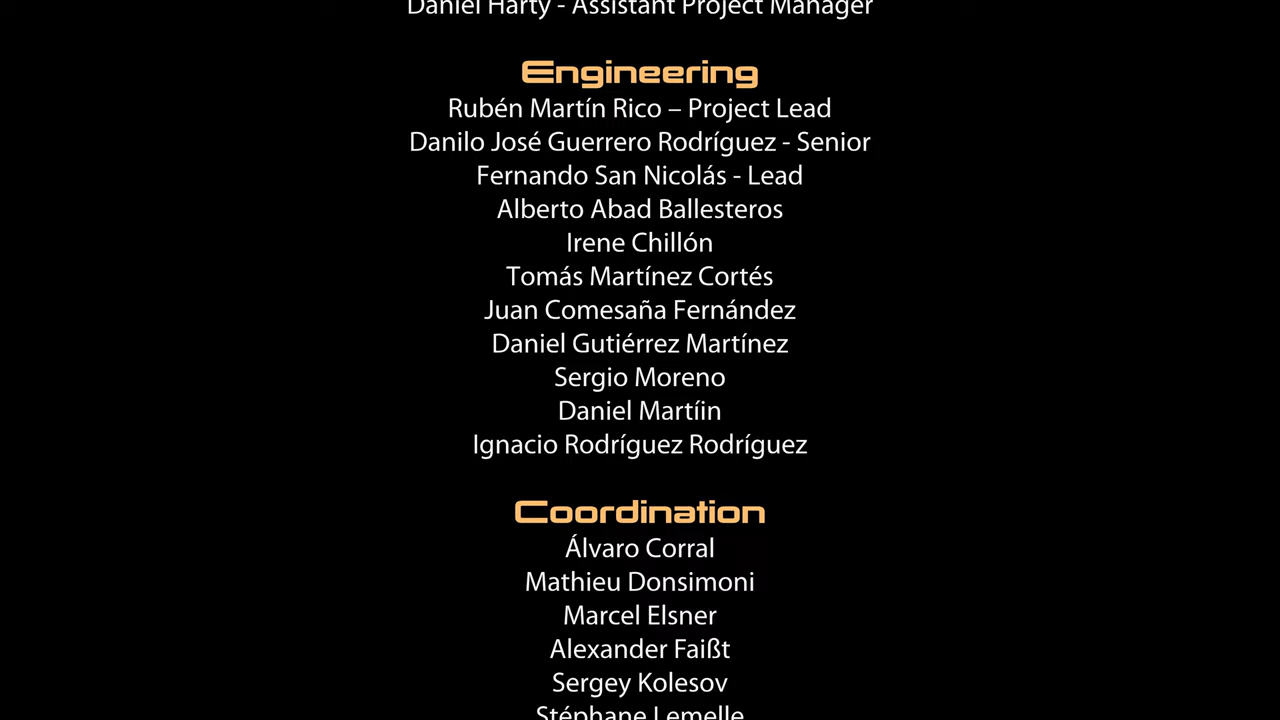 Daniel Harty - Assistant Project Manager
Engineering
Rubén Martín Rico – Project Lead
Danilo José Guerrero Rodríguez - Senior
Fernando San Nicolás - Lead
Alberto Abad Ballesteros
Irene Chillón
Tomás Martínez Cortés
Juan Comesaña Fernández
Daniel Gutiérrez Martínez
Sergio Moreno
Daniel Martíin
Ignacio Rodríguez Rodríguez
Coordination
Álvaro Corral
Mathieu Donsimoni
Marcel Elsner
Alexander Faißt
Sergey Kolesov
Stéphane Lemelle